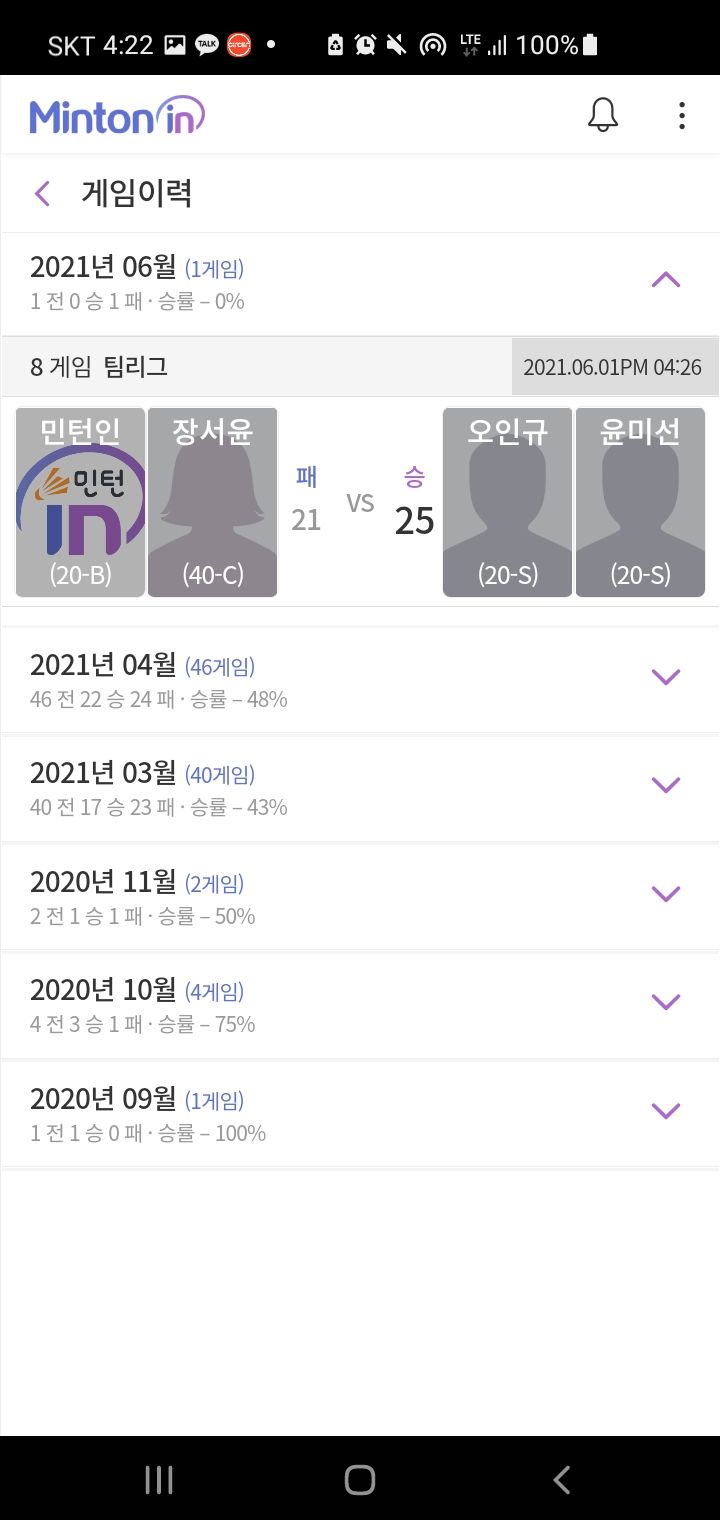 SKT 4:22 TALK LTE 100%
Minton in
게임이력
2021년 06월 (1게임)
1 전 0 승 1 패 · 승률 – 0%
8 게임 팀리그 2021.06.01PM 04:26
민턴인 장서윤 오인규 윤미선
패 승
민턴
in
21 VS 25
(20-B) (40-C) (20-S) (20-S)
2021년 04월 (46게임)
46 전 22 승 24 패 · 승률 – 48%
2021년 03월 (40게임)
40 전 17 승 23 패 · 승률 – 43%
2020년 11월 (2게임)
2 전 1 승 1 패 · 승률 – 50%
2020년 10월 (4게임)
4 전 3 승 1 패 · 승률 – 75%
2020년 09월 (1게임)
1 전 1 승 0 패 · 승률 – 100%